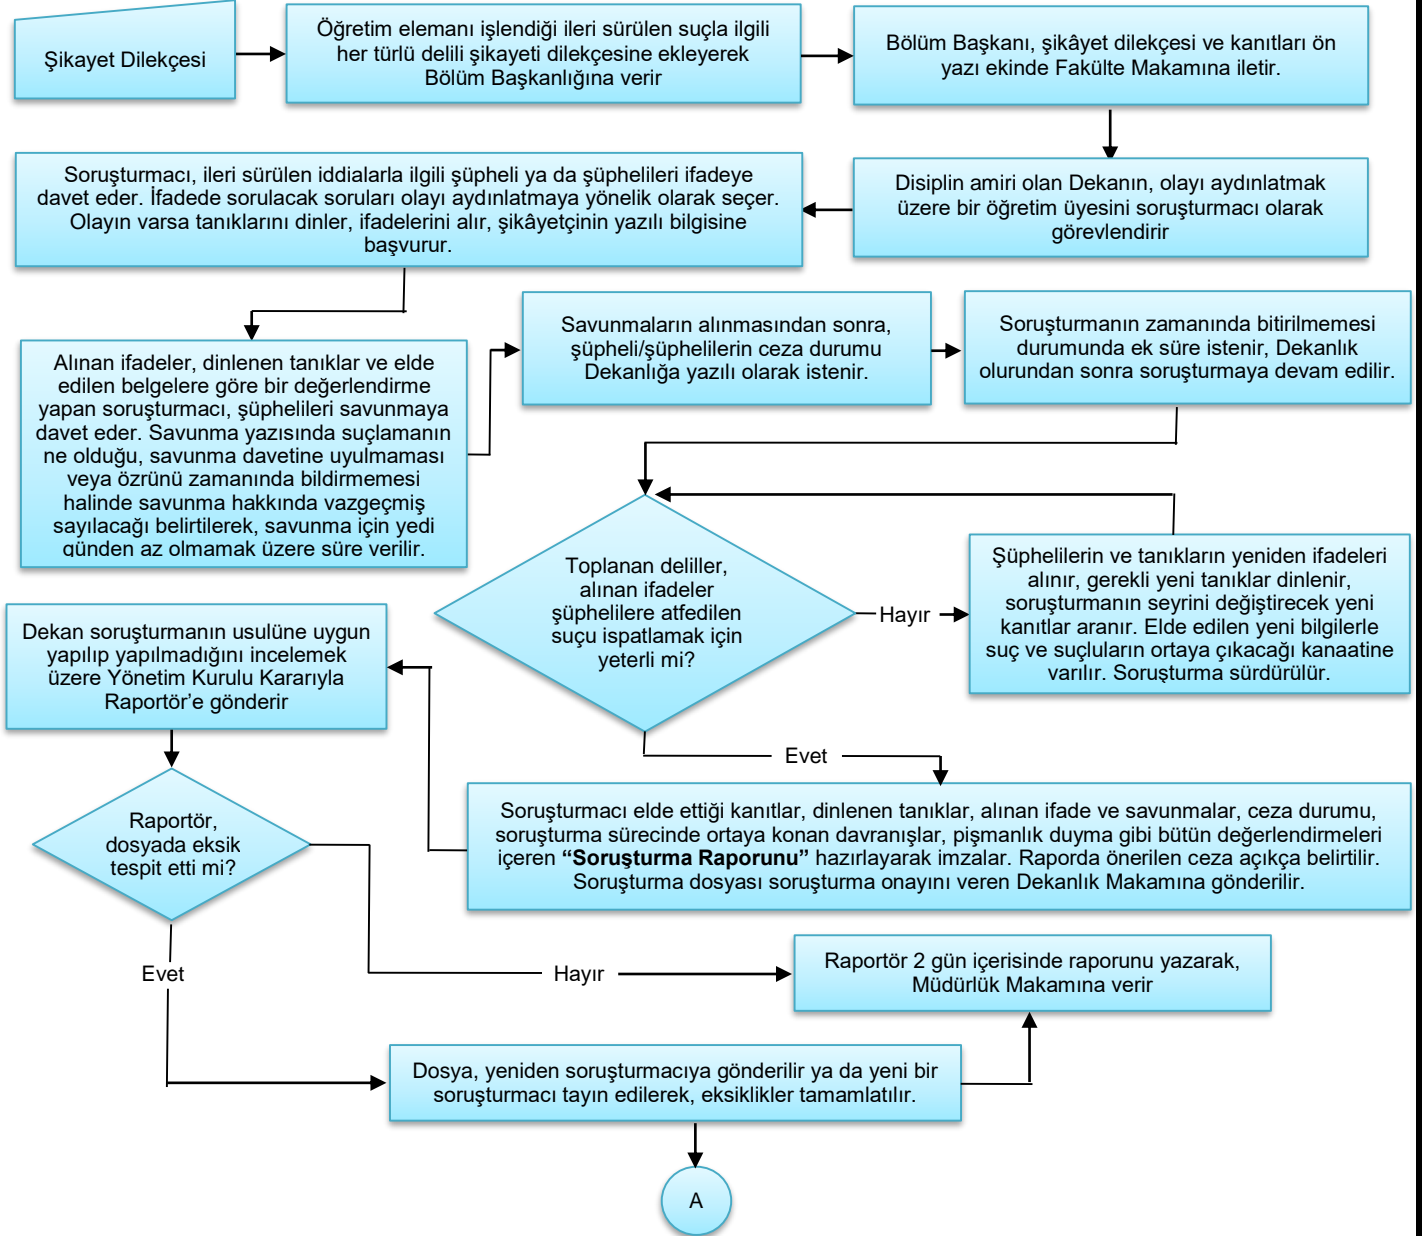 Şikayet Dilekçesi
Öğretim elemanı işlendiği ileri sürülen suçla ilgili
her türlü delili şikayeti dilekçesine ekleyerek
Bölüm Başkanlığına verir
Bölüm Başkanı, şikâyet dilekçesi ve kanıtları ön
yazı ekinde Fakülte Makamına iletir.
Disiplin amiri olan Dekanın, olayı aydınlatmak
üzere bir öğretim üyesini soruşturmacı olarak
görevlendirir
Soruşturmacı, ileri sürülen iddialarla ilgili şüpheli ya da şüphelileri ifadeye
davet eder. İfadede sorulacak soruları olayı aydınlatmaya yönelik olarak seçer.
Olayın varsa tanıklarını dinler, ifadelerini alır, şikâyetçinin yazılı bilgisine
başvurur.
Alınan ifadeler, dinlenen tanıklar ve elde
edilen belgelere göre bir değerlendirme
yapan soruşturmacı, şüphelileri savunmaya
davet eder. Savunma yazısında suçlamanın
ne olduğu, savunma davetine uyulmaması
veya özrünü zamanında bildirmemesi
halinde savunma hakkında vazgeçmiş
sayılacağı belirtilerek, savunma için yedi
günden az olmamak üzere süre verilir.
Savunmaların alınmasından sonra,
şüpheli/şüphelilerin ceza durumu
Dekanlığa yazılı olarak istenir.
Soruşturmanın zamanında bitirilmemesi
durumunda ek süre istenir, Dekanlık
olurundan sonra soruşturmaya devam edilir.
Toplanan deliller,
alınan ifadeler
şüphelilere atfedilen
suçu ispatlamak için
yeterli mi?
Hayır
Şüphelilerin ve tanıkların yeniden ifadeleri
alınır, gerekli yeni tanıklar dinlenir,
soruşturmanın seyrini değiştirecek yeni
kanıtlar aranır. Elde edilen yeni bilgilerle
suç ve suçluların ortaya çıkacağı kanaatine
varılır. Soruşturma sürdürülür.
Evet
Soruşturmacı elde ettiği kanıtlar, dinlenen tanıklar, alınan ifade ve savunmalar, ceza durumu,
soruşturma sürecinde ortaya konan davranışlar, pişmanlık duyma gibi bütün değerlendirmeleri
içeren “Soruşturma Raporunu” hazırlayarak imzalar. Raporda önerilen ceza açıkça belirtilir.
Soruşturma dosyası soruşturma onayını veren Dekanlık Makamına gönderilir.
Dekan soruşturmanın usulüne uygun
yapılıp yapılmadığını incelemek
üzere Yönetim Kurulu Kararıyla
Raportör’e gönderir
Raportör,
dosyada eksik
tespit etti mi?
Evet
Hayır
Raportör 2 gün içerisinde raporunu yazarak,
Müdürlük Makamına verir
Dosya, yeniden soruşturmacıya gönderilir ya da yeni bir
soruşturmacı tayin edilerek, eksiklikler tamamlatılır.
A